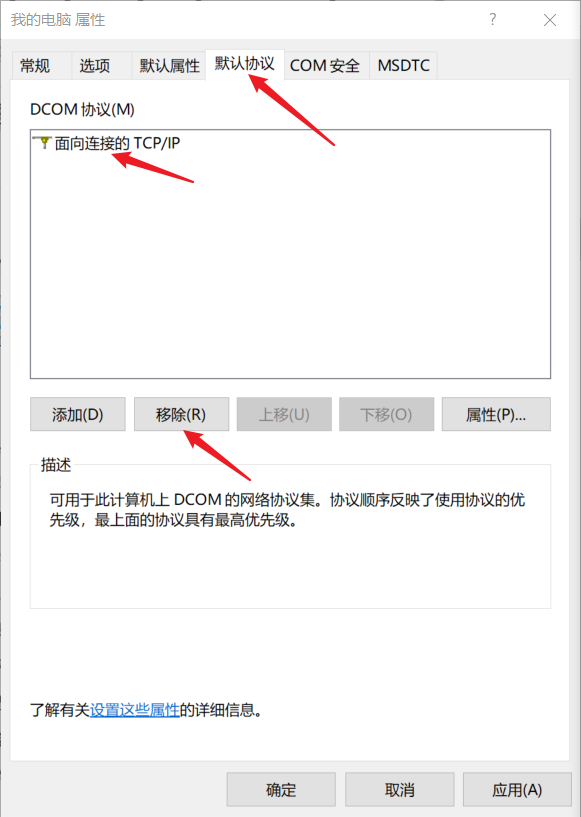 我的电脑 属性
?
常规 选项 默认属性 默认协议 COM 安全 MSDTC
DCOM 协议(M)
面向连接的 TCP/IP
添加(D) 移除(R) 上移(U) 下移(O) 属性(P)...
描述
可用于此计算机上 DCOM 的网络协议集。协议顺序反映了使用协议的优
先级，最上面的协议具有最高优先级。
了解有关设置这些属性的详细信息。
确定 取消 应用(A)